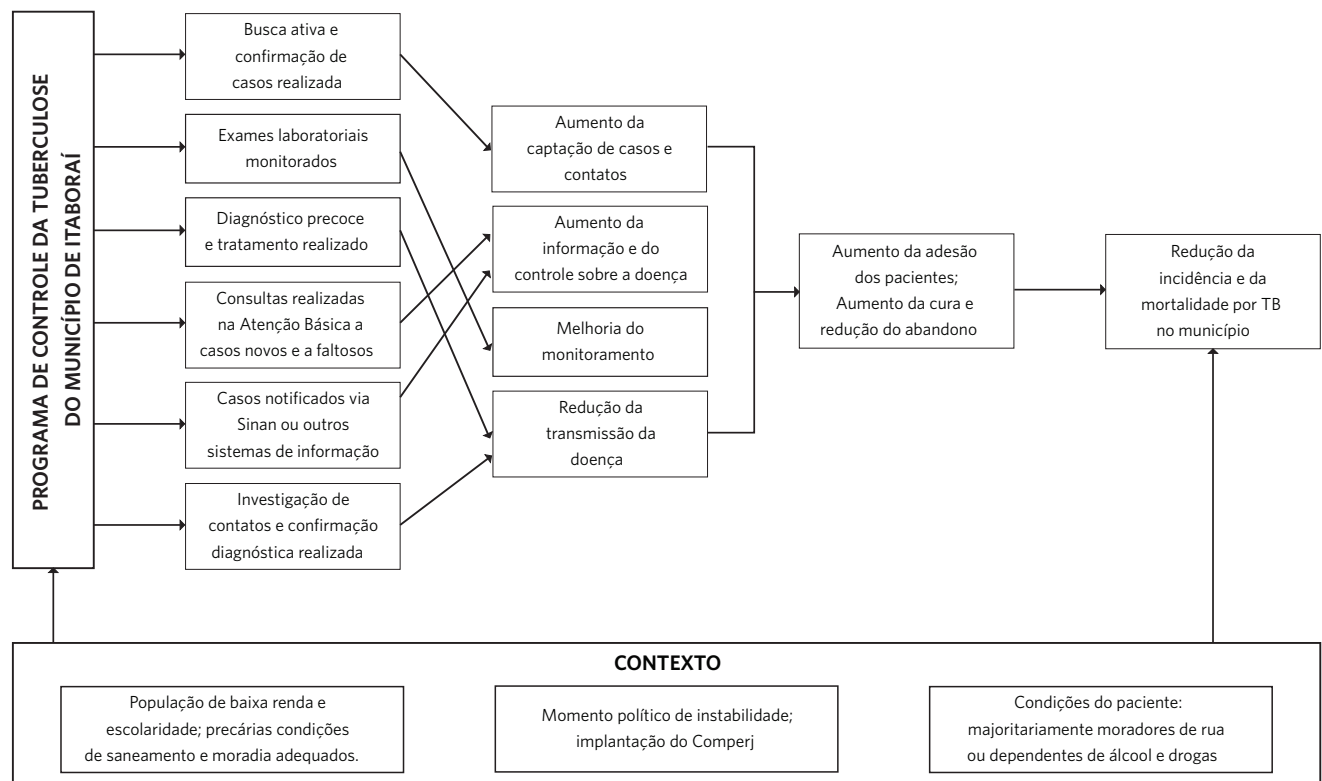 PROGRAMA DE CONTROLE DA TUBERCULOSE
DO MUNICÍPIO DE ITABORAÍ
Busca ativa e
confirmação de
casos realizada
Exames laboratoriais
monitorados
Diagnóstico precoce
e tratamento realizado
Consultas realizadas
na Atenção Básica a
casos novos e a faltosos
Casos notificados via
Sinan ou outros
sistemas de informação
Investigação de
contatos e confirmação
diagnóstica realizada
Aumento da
captação de casos e
contatos
Aumento da
informação e do
controle sobre a doença
Melhoria do
monitoramento
Redução da
transmissão da
doença
Aumento da adesão
dos pacientes;
Aumento da cura e
redução do abandono
Redução da
incidência e da
mortalidade por TB
no município
CONTEXTO
População de baixa renda e
escolaridade; precárias condições
de saneamento e moradia adequados.
Momento político de instabilidade;
implantação do Comperj
Condições do paciente:
majoritariamente moradores de rua
ou dependentes de álcool e drogas